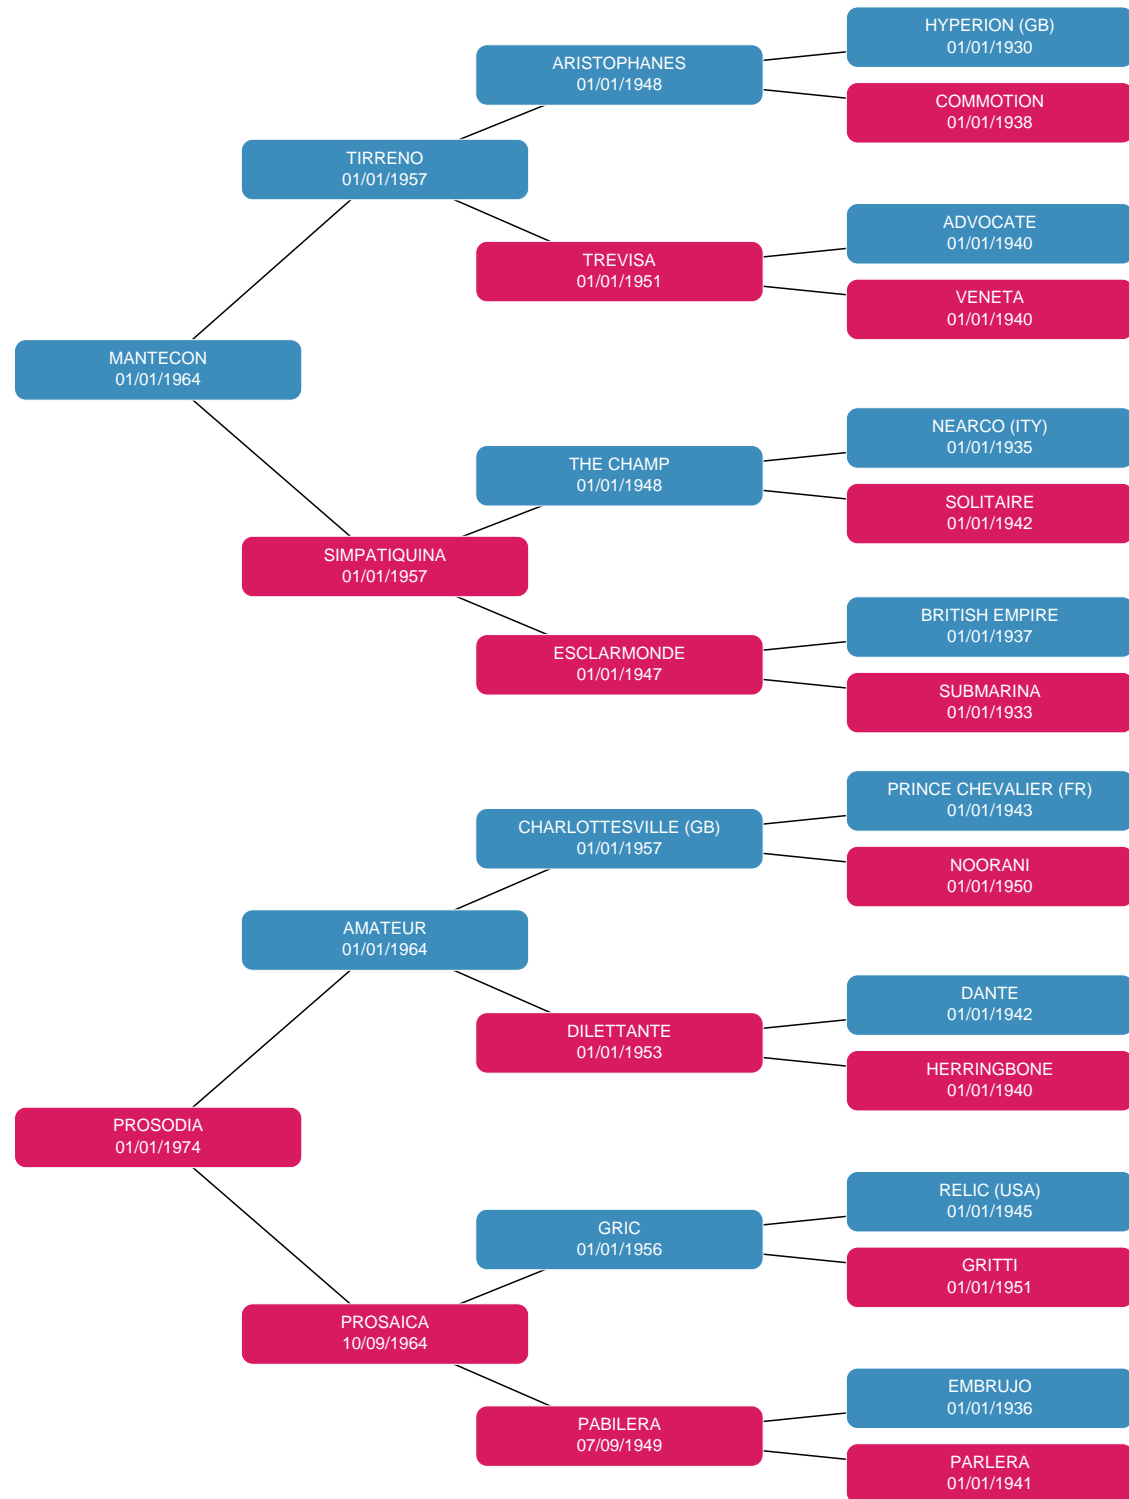 HYPERION (GB)
01/01/1930
ARISTOPHANES
01/01/1948
COMMOTION
01/01/1938
TIRRENO
01/01/1957
ADVOCATE
01/01/1940
TREVISA
01/01/1951
VENETA
01/01/1940
MANTECON
01/01/1964
NEARCO (ITY)
01/01/1935
THE CHAMP
01/01/1948
SOLITAIRE
01/01/1942
SIMPATIQUINA
01/01/1957
BRITISH EMPIRE
01/01/1937
ESCLARMONDE
01/01/1947
SUBMARINA
01/01/1933
PRINCE CHEVALIER (FR)
01/01/1943
CHARLOTTESVILLE (GB)
01/01/1957
NOORANI
01/01/1950
AMATEUR
01/01/1964
DANTE
01/01/1942
DILETTANTE
01/01/1953
HERRINGBONE
01/01/1940
PROSODIA
01/01/1974
RELIC (USA)
01/01/1945
GRIC
01/01/1956
GRITTI
01/01/1951
PROSAICA
10/09/1964
EMBRUJO
01/01/1936
PABILERA
07/09/1949
PARLERA
01/01/1941